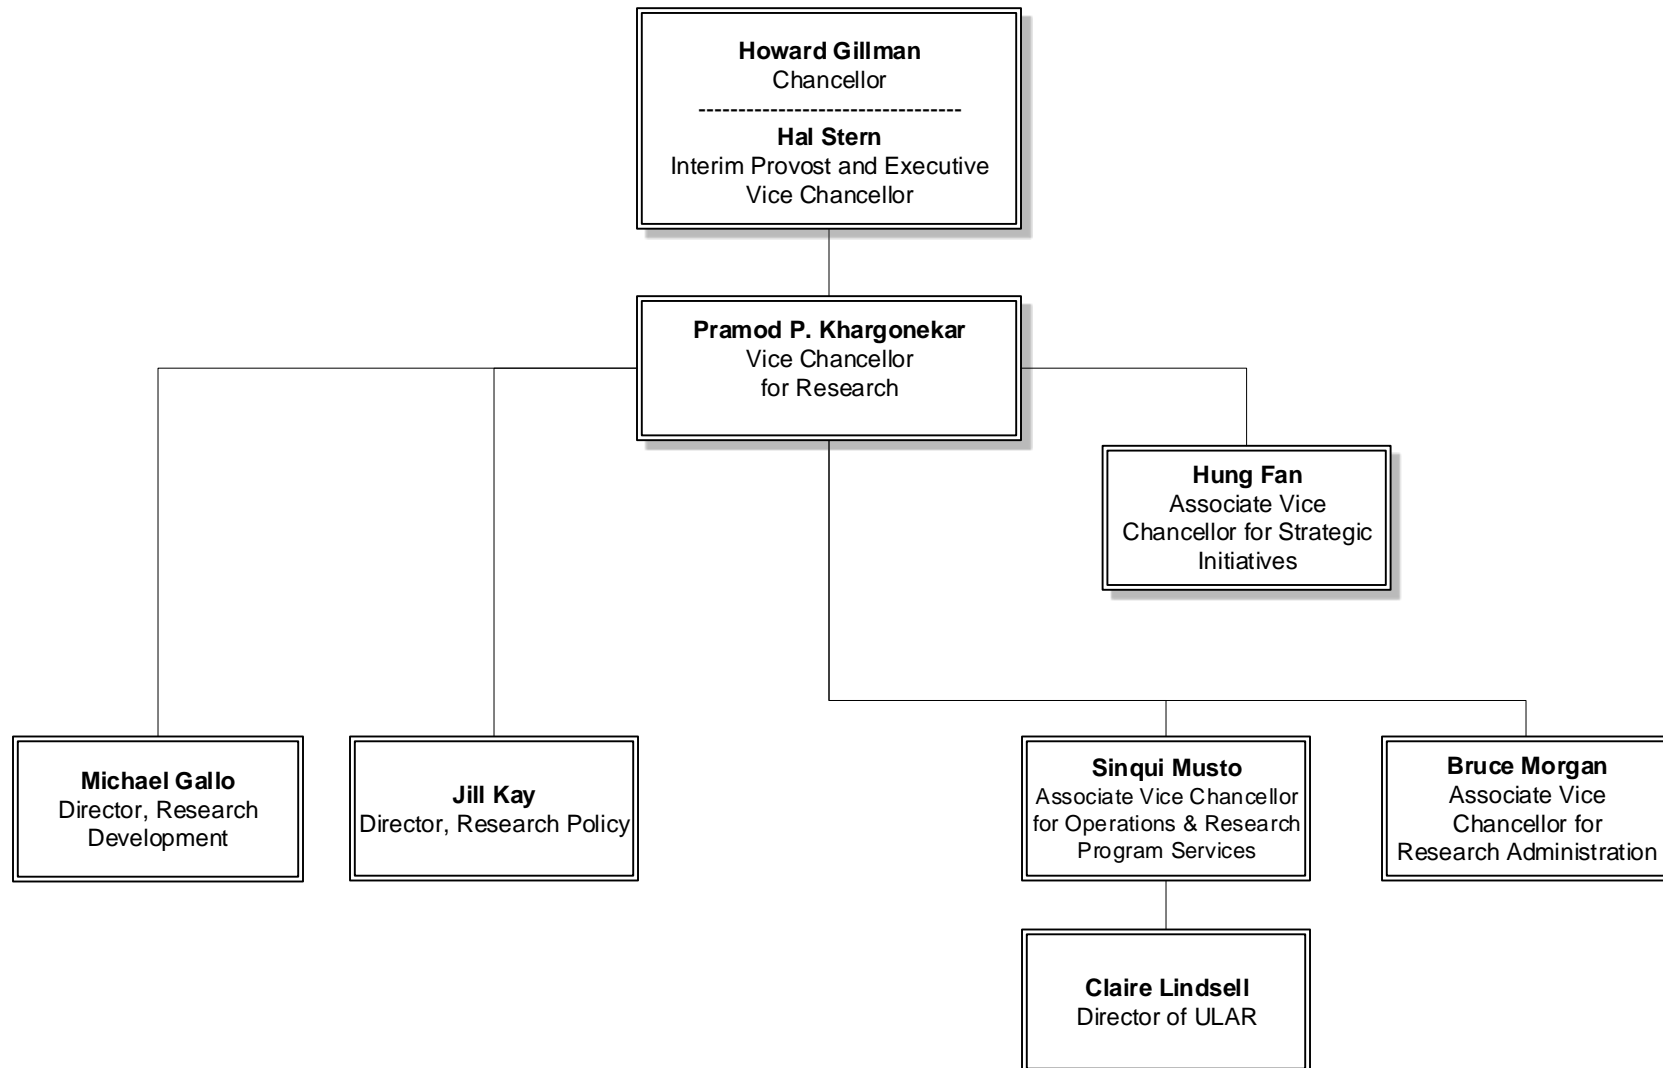 Howard Gillman
Chancellor
---------------------------------
Hal Stern
Interim Provost and Executive
Vice Chancellor
Pramod P. Khargonekar
Vice Chancellor
for Research
Hung Fan
Associate Vice
Chancellor for Strategic
Initiatives
Michael Gallo
Director, Research
Development
Jill Kay
Director, Research Policy
Sinqui Musto
Associate Vice Chancellor
for Operations & Research
Program Services
Bruce Morgan
Associate Vice
Chancellor for
Research Administration
Claire Lindsell
Director of ULAR